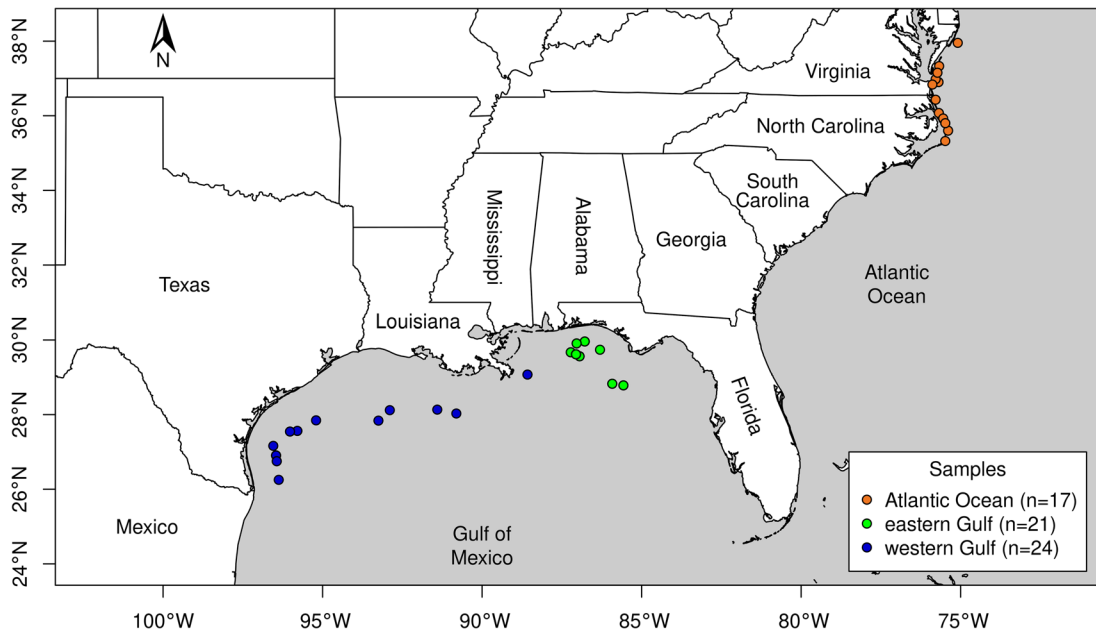 38°N
36°N
34°N
32°N
30°N
28°N
26°N
24°N
N
Virginia
North Carolina
South
Carolina
Mississippi
Alabama
Georgia
Texas
Louisiana
Atlantic
Ocean
Florida
Mexico
Gulf of
Mexico
Samples
Atlantic Ocean (n=17)
eastern Gulf (n=21)
western Gulf (n=24)
100°W
95°W
90°W
85°W
80°W
75°W